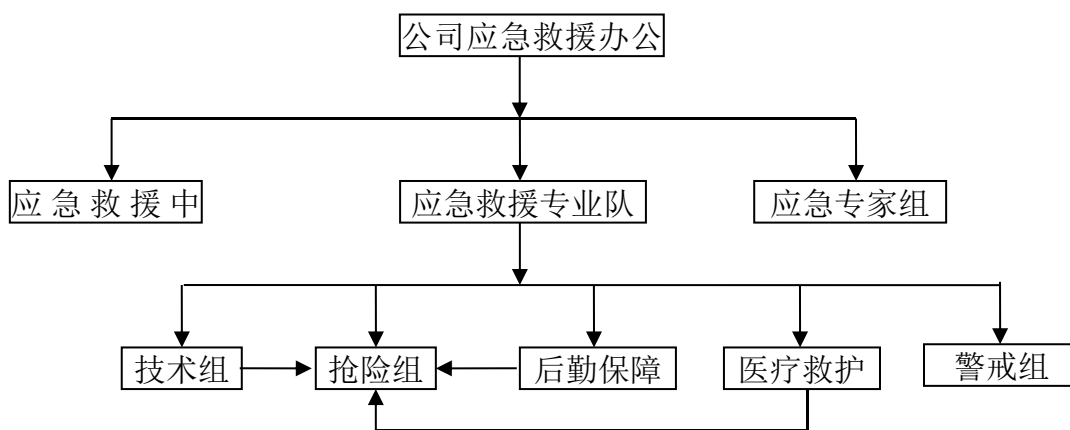 公司应急救援办公
应急救援中
应急救援专业队
应急专家组
技术组
抢险组
后勤保障
医疗救护
警戒组